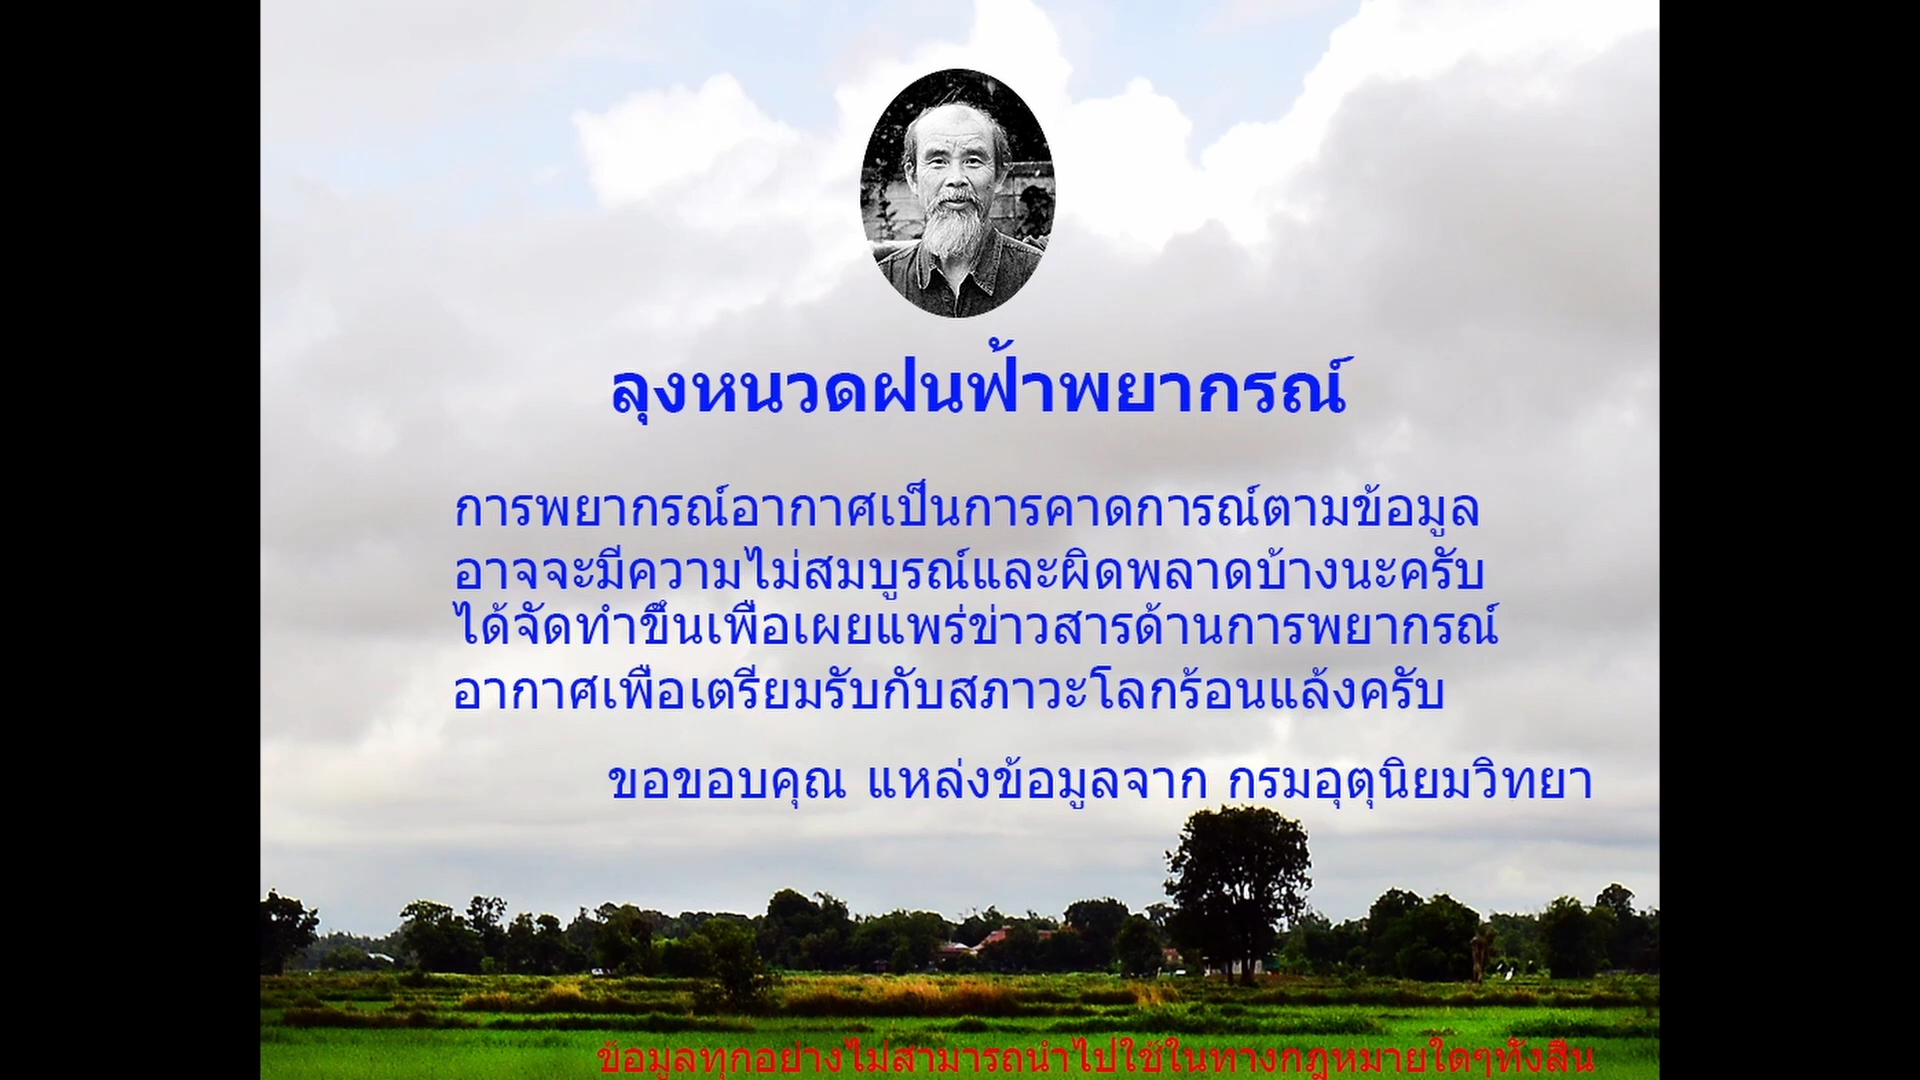 ลุงหนวดฝนฟ้าพยากรณ์
การพยากรณ์อากาศเป็นการคาดการณ์ตามข้อมูล
อาจจะมีความไม่สมบูรณ์และผิดพลาดบ้างนะครับ
ได้จัดทำขึ้นเพื่อเผยแพร่ข่าวสารด้านการพยากรณ์
อากาศเพื่อเตรียมรับกับสภาวะโลกร้อนแล้งครับ
ขอขอบคุณ แหล่งข้อมูลจาก กรมอุตุนิยมวิทยา
ข้อมูลทุกอย่างไม่สามารถนำไปใช้ในทางกฎหมายใดๆทั้งสิ้น